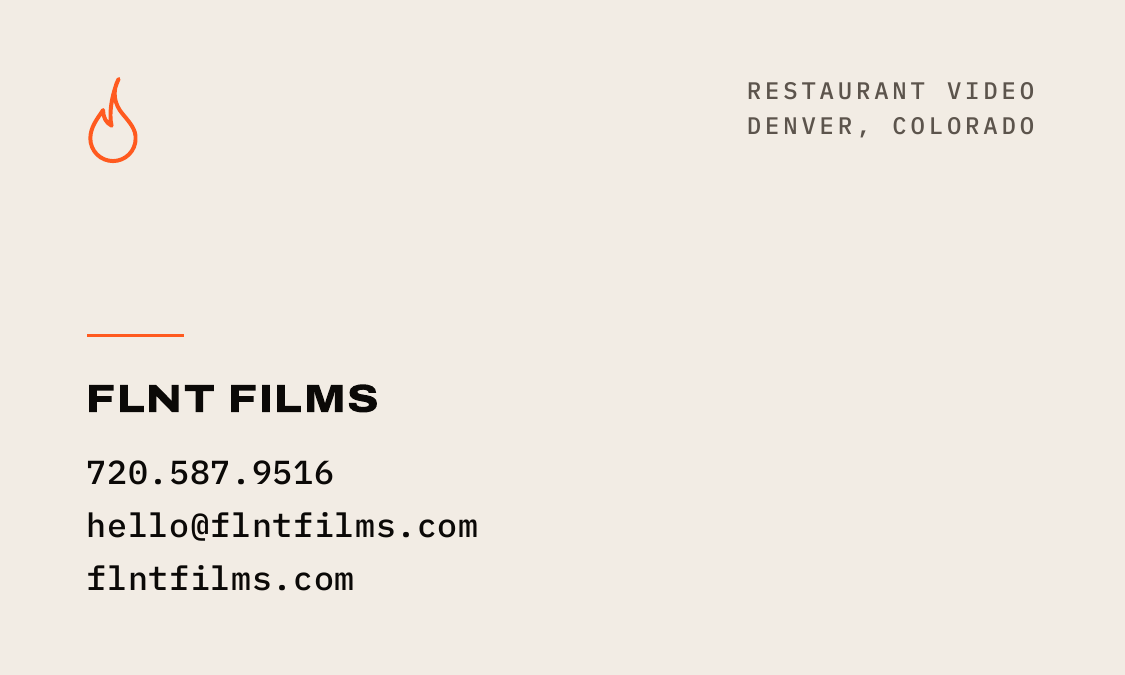 RESTAURANT VIDEO
DENVER, COLORADO
FLNT FILMS
720.587.9516
hello@flntfilms.com
flntfilms.com